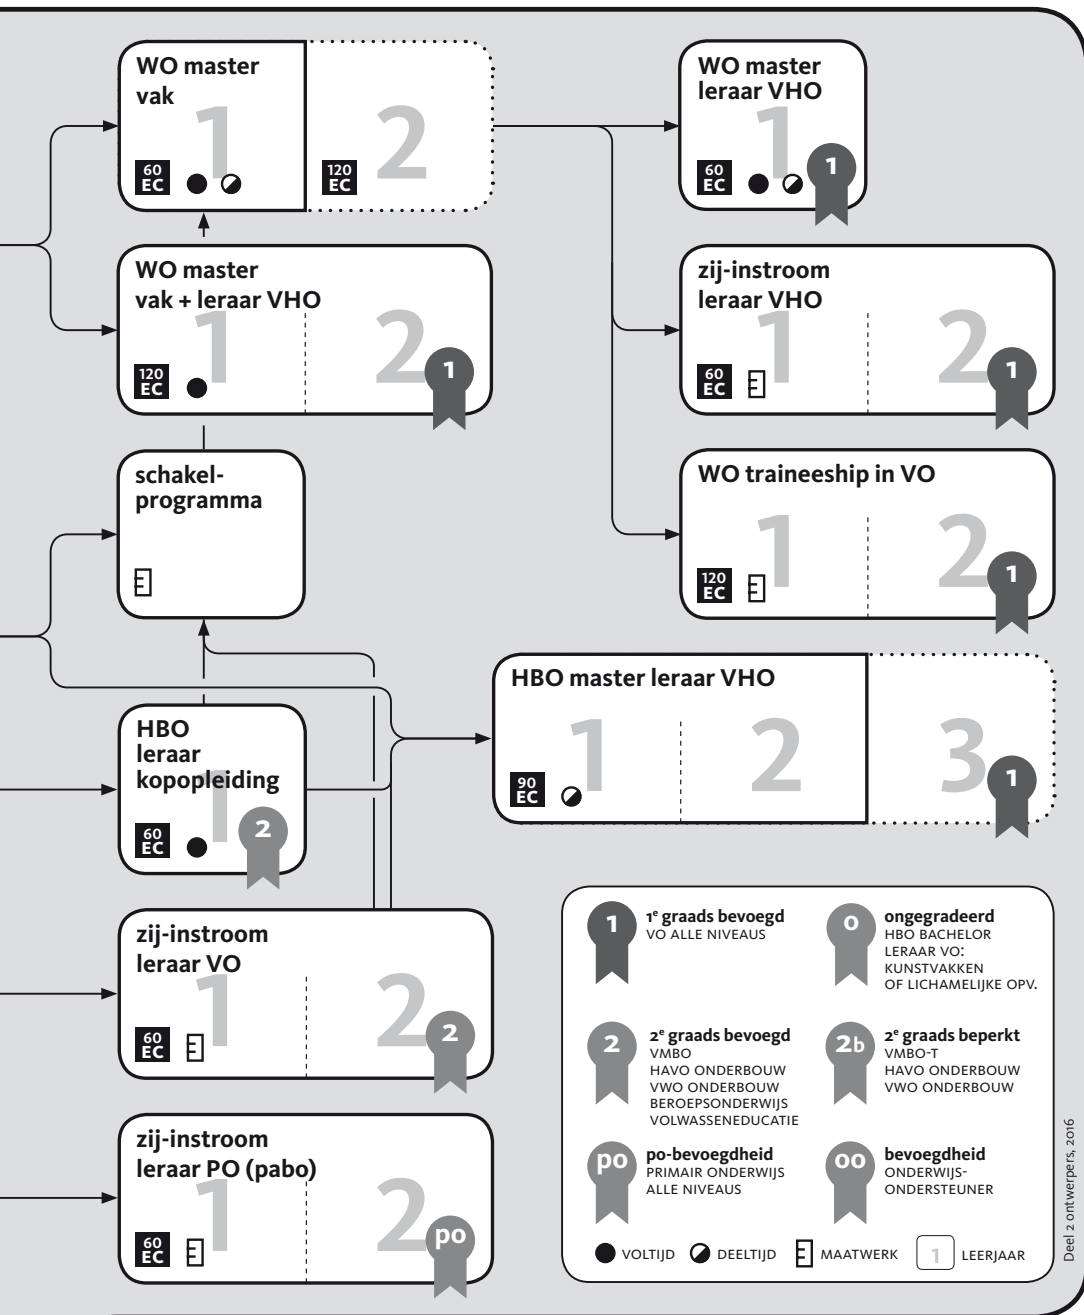 WO master
vak
1
2
60
EC
120
EC
WO master
leraar VHO
1
60
EC
1
WO master
vak + leraar VHO
1
2
120
EC
1
zij-instroom
leraar VHO
1
2
60
EC
1
schakel-
programma
WO traineeship in VO
1
2
120
EC
1
HBO master leraar VHO
1
2
3
90
EC
1
HBO
leraar
kopopleiding
1
60
EC
2
zij-instroom
leraar VO
1
2
60
EC
2
zij-instroom
leraar PO (pabo)
1
2
60
EC
po
1
1e graads bevoegd
VO ALLE NIVEAUS
0
ongegradeerd
HBO BACHELOR
LERAAR VO:
KUNSTVAKKEN
OF LICHAMELIJKE OPV.
2
2e graads bevoegd
VMBO
HAVO ONDERBOUW
VWO ONDERBOUW
BEROEPSONDERWIJS
VOLWASSENEDUCATIE
2b
2e graads beperkt
VMBO-T
HAVO ONDERBOUW
VWO ONDERBOUW
po
po-bevoegdheid
PRIMAIR ONDERWIJS
ALLE NIVEAUS
oo
bevoegdheid
ONDERWIJS-
ONDERSTEUNER
VOLTIJD
DEELTIJD
MAATWERK
1
LEERJAAR
Deel 2 ontwerpers, 2016